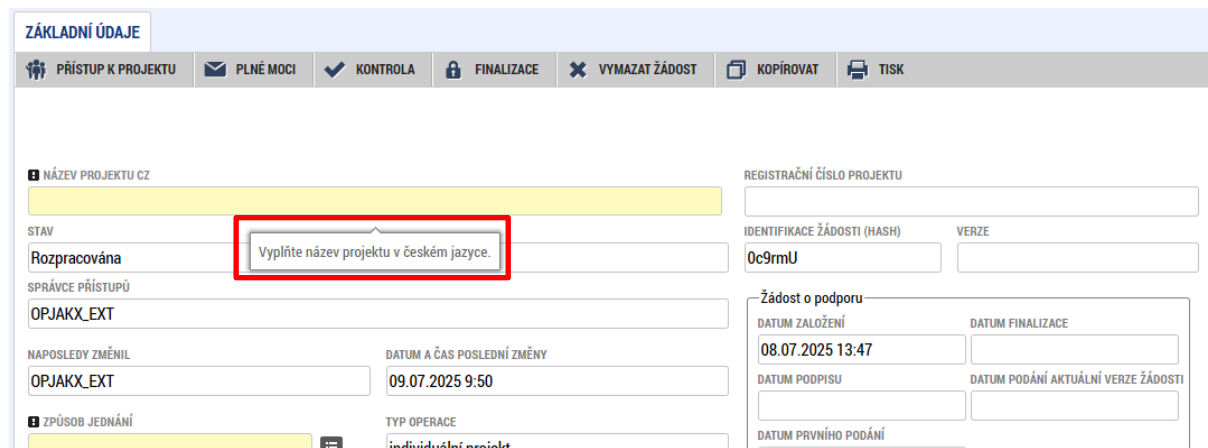 ZÁKLADNÍ ÚDAJE
PŘÍSTUP K PROJEKTU PLNÉ MOCI KONTROLA FINALIZACE VYMAZAT ŽÁDOST KOPÍROVAT TISK
NÁZEV PROJEKTU CZ
REGISTRAČNÍ ČÍSLO PROJEKTU
STAV
Rozpracována
Vyplňte název projektu v českém jazyce.
IDENTIFIKACE ŽÁDOSTI (HASH) VERZE
0c9rmU
SPRÁVCE PŘÍSTUPŮ
OPJAKX_EXT
Žádost o podporu
DATUM ZALOŽENÍ DATUM FINALIZACE
08.07.2025 13:47
NAPOSLEDY ZMĚNIL DATUM A ČAS POSLEDNÍ ZMĚNY
OPJAKX_EXT 09.07.2025 9:50
DATUM PODPISU DATUM PODÁNÍ AKTUÁLNÍ VERZE ŽÁDOSTI
ZPŮSOB JEDNÁNÍ TYP OPERACE
individuální projekt
DATUM PRVNÍHO PODÁNÍ